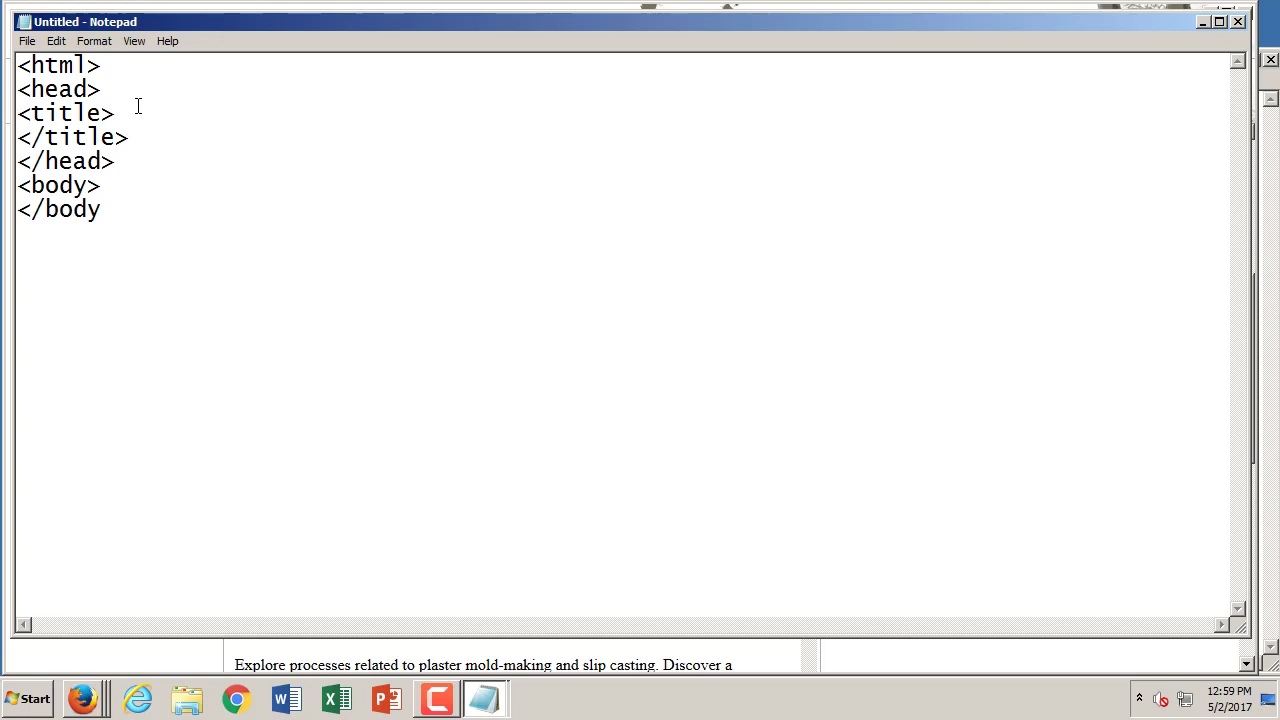 Untitled - Notepad
File Edit Format View Help
<html>
<head>
<title>
</title>
</head>
<body>
</body
Explore processes related to plaster mold-making and slip casting. Discover a
Start
12:59 PM
5/2/2017